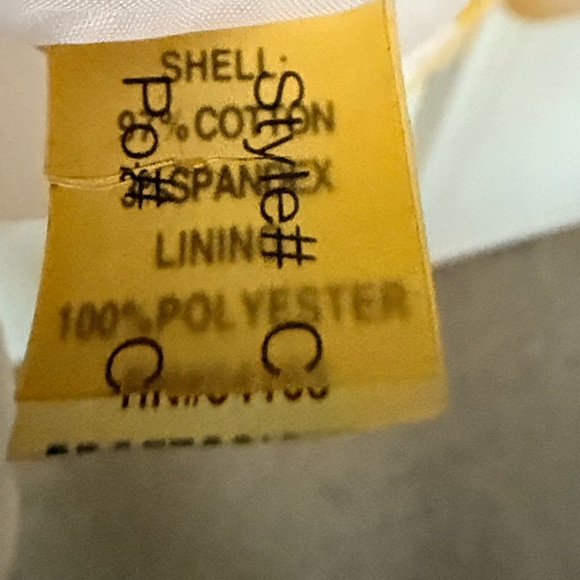 SHELL:
97% COTTON
3% SPANDEX
LINING
100% POLYESTER
Style# C
Po# C